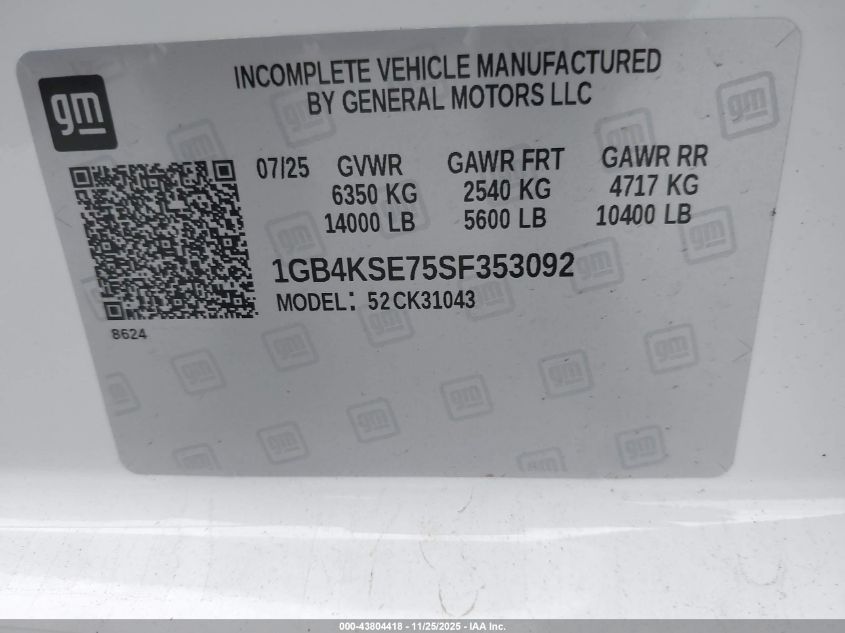 gm
INCOMPLETE VEHICLE MANUFACTURED
BY GENERAL MOTORS LLC
07/25 GVWR GAWR FRT GAWR RR
6350 KG 2540 KG 4717 KG
14000 LB 5600 LB 10400 LB
1GB4KSE75SF353092
MODEL: 52CK31043
8624
000-43804418 - 11/25/2025 - IAA Inc.